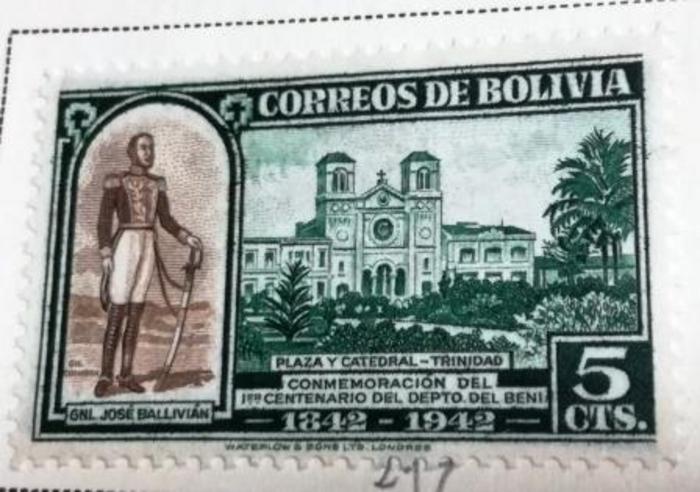 CORREOS DE BOLIVIA
PLAZA Y CATEDRAL – TRINIDAD
CONMEMORACIÓN DEL
1ER CENTENARIO DEL DEPTO. DEL BENI
1842 - 1942
5
CTS.
GNL. JOSÉ BALLIVIÁN
WATERLOW & SONS LTD. LONDRES